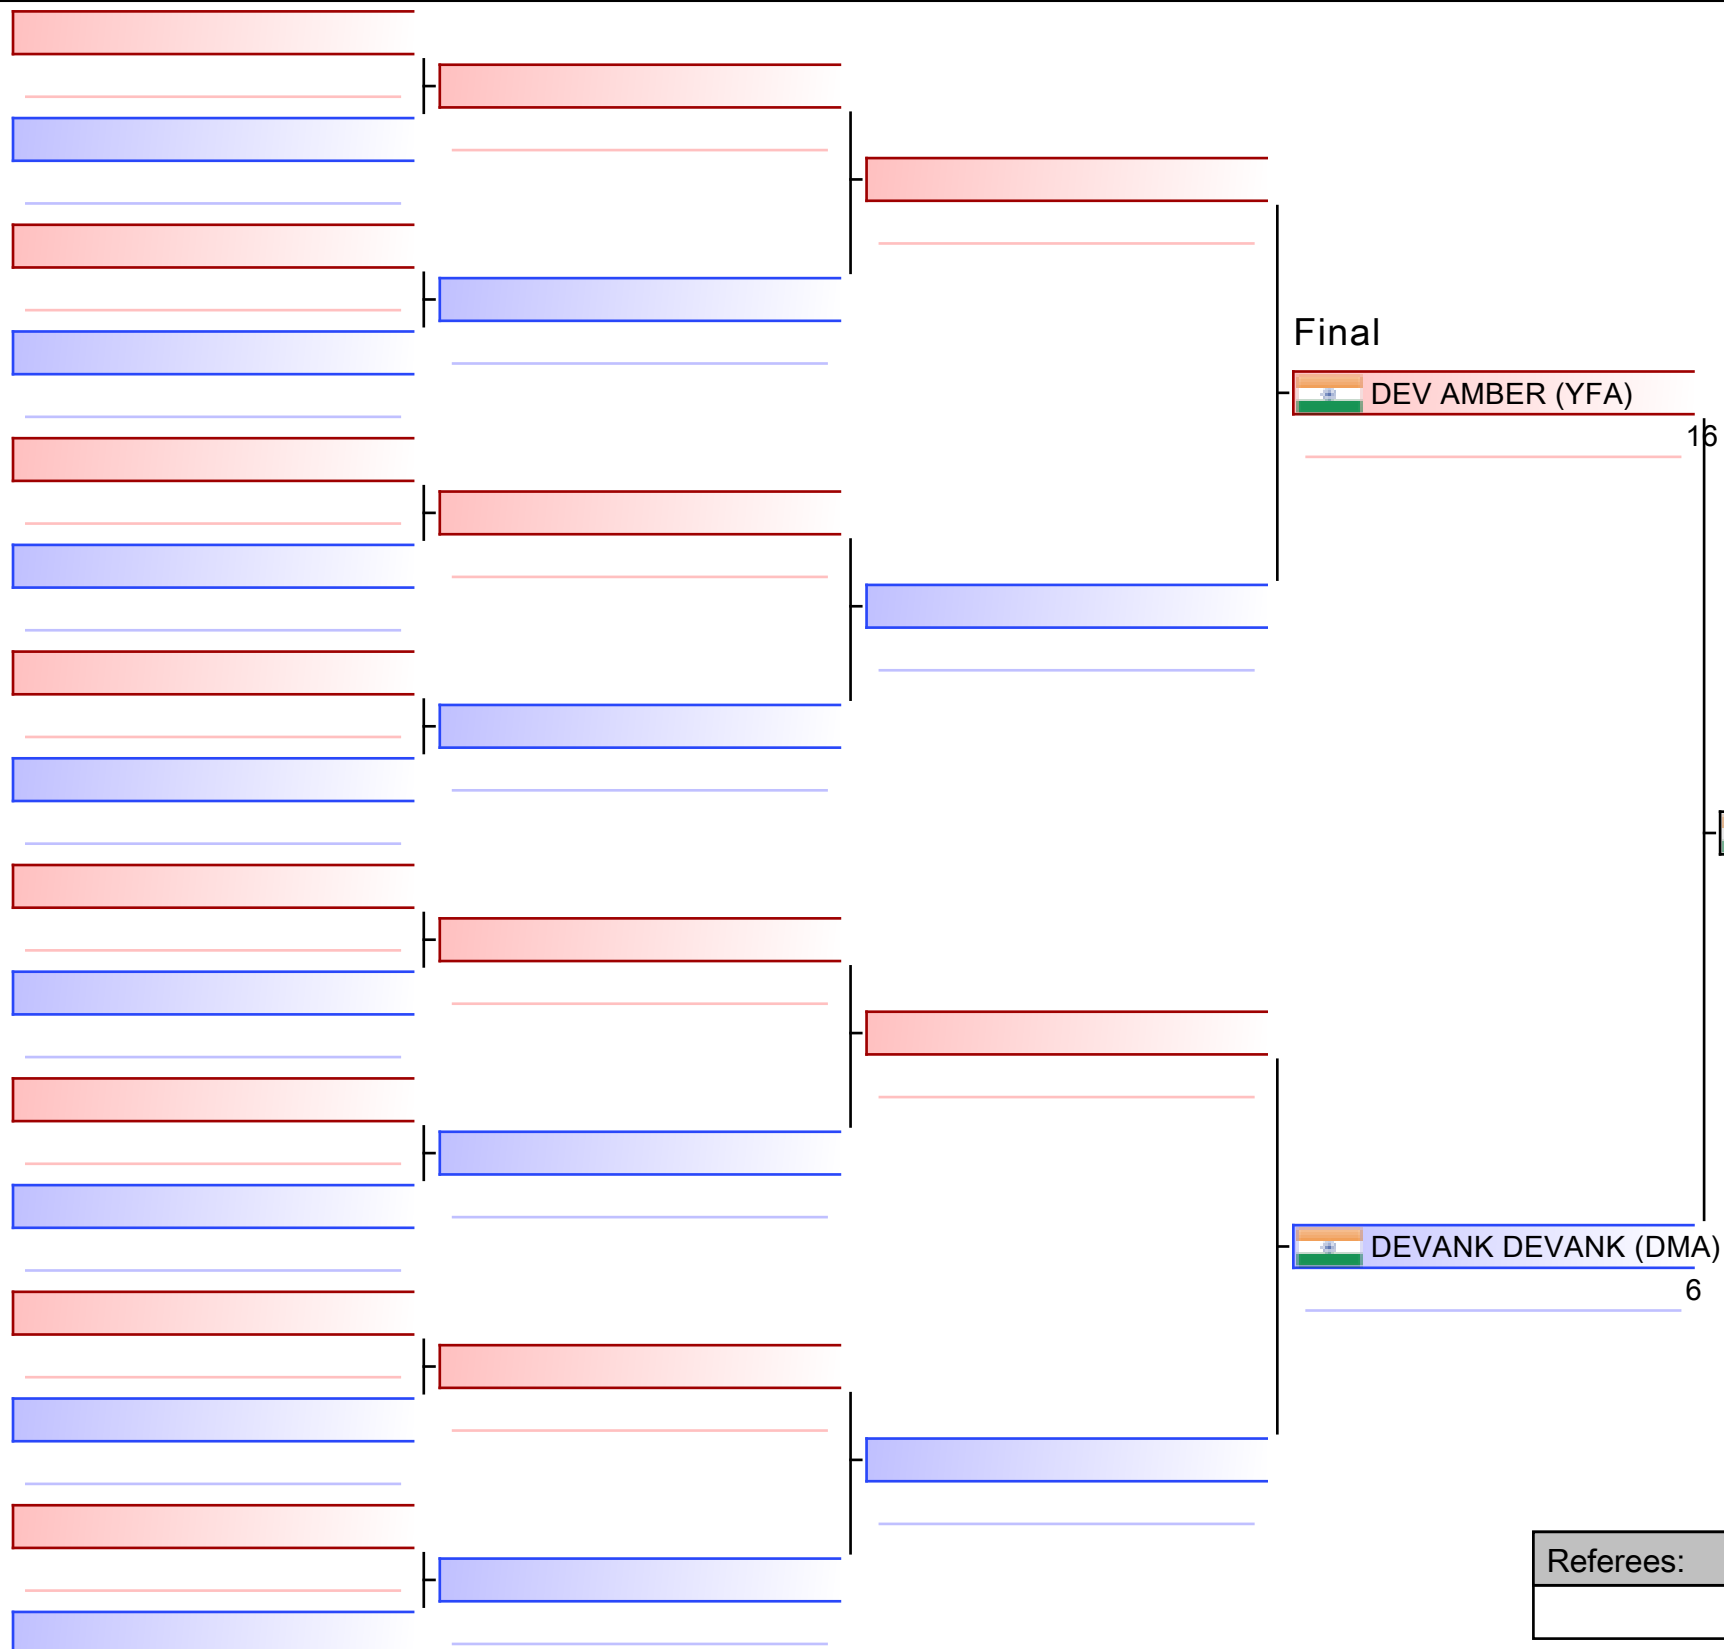 Final
DEV AMBER (YFA)
16
DEVANK DEVANK (DMA)
6
Referees: